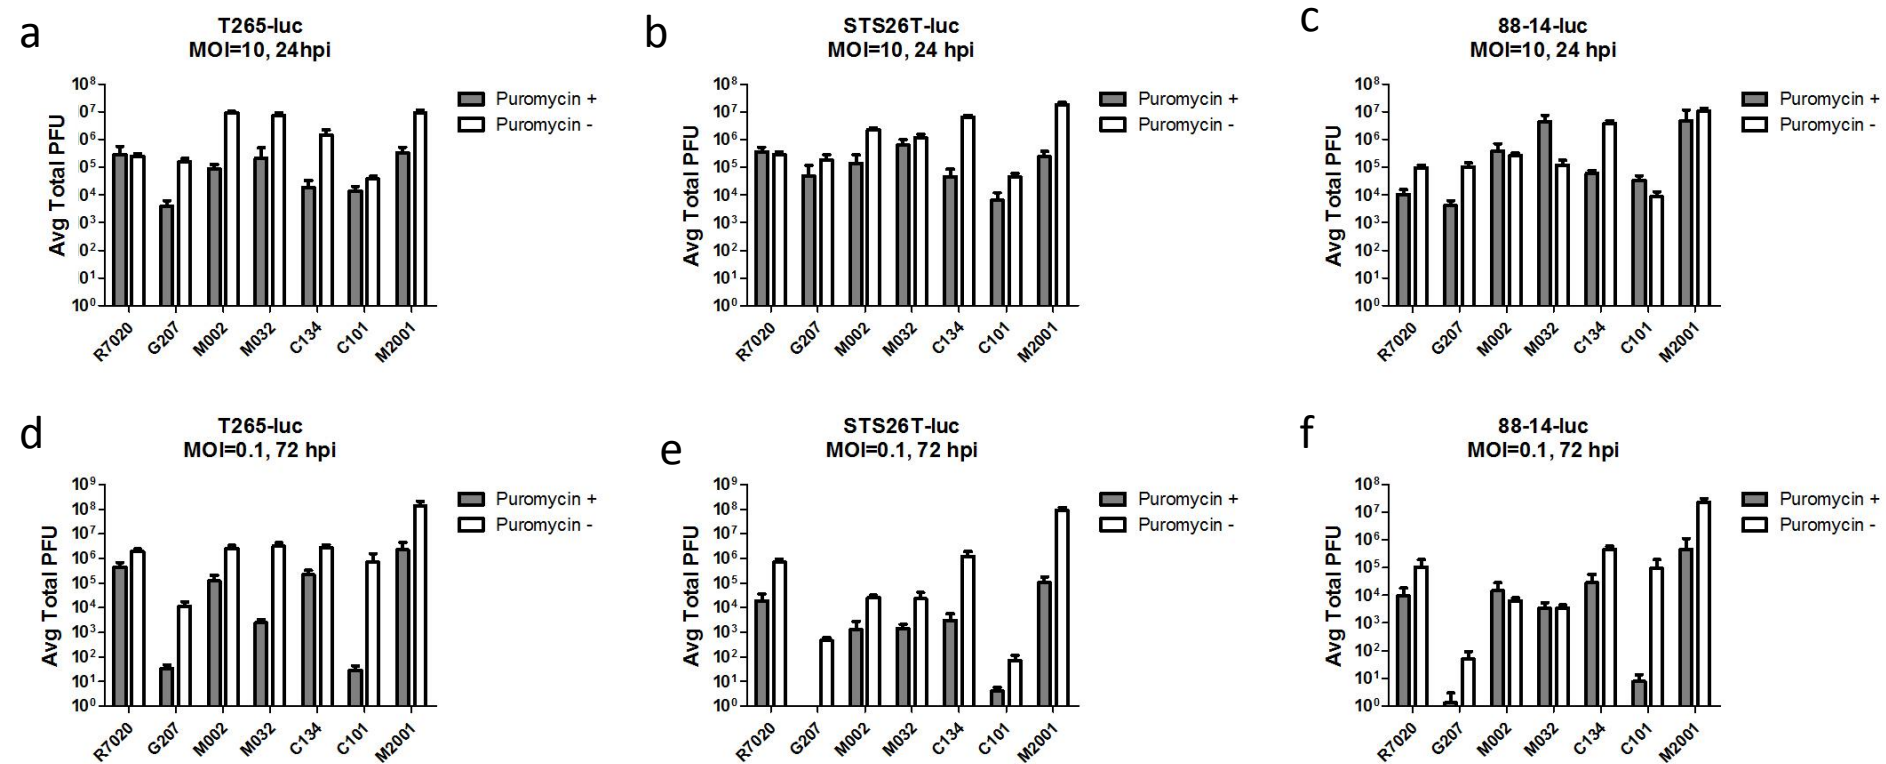 a
T265-luc
MOI=10, 24hpi
Avg Total PFU
10⁸
0⁷
0⁶
0⁵
0⁴
0³
0²
0¹
10⁰
R7020
G207
M002
M032
C134
C101
M2001
Puromycin +
Puromycin -
b
STS26T-luc
MOI=10, 24 hpi
Avg Total PFU
10⁸
10⁷
10⁶
10⁵
10⁴
10³
10²
10¹
10⁰
R7020
G207
M002
M032
C134
C101
M2001
Puromycin +
Puromycin -
c
88-14-luc
MOI=10, 24 hpi
Avg Total PFU
10⁸
10⁷
10⁶
10⁵
10⁴
10³
10²
10¹
10⁰
R7020
G207
M002
M032
C134
C101
M2001
Puromycin +
Puromycin -
d
T265-luc
MOI=0.1, 72 hpi
Avg Total PFU
10⁹
10⁸
10⁷
10⁶
10⁵
10⁴
10³
10²
10¹
10⁰
R7020
G207
M002
M032
C134
C101
M2001
Puromycin +
Puromycin -
e
STS26T-luc
MOI=0.1, 72 hpi
Avg Total PFU
10⁹
10⁸
10⁷
10⁶
10⁵
10⁴
10³
10²
10¹
10⁰
R7020
G207
M002
M032
C134
C101
M2001
Puromycin +
Puromycin -
f
88-14-luc
MOI=0.1, 72 hpi
Avg Total PFU
10⁸
10⁷
10⁶
10⁵
10⁴
10³
10²
10¹
10⁰
R7020
G207
M002
M032
C134
C101
M2001
Puromycin +
Puromycin -